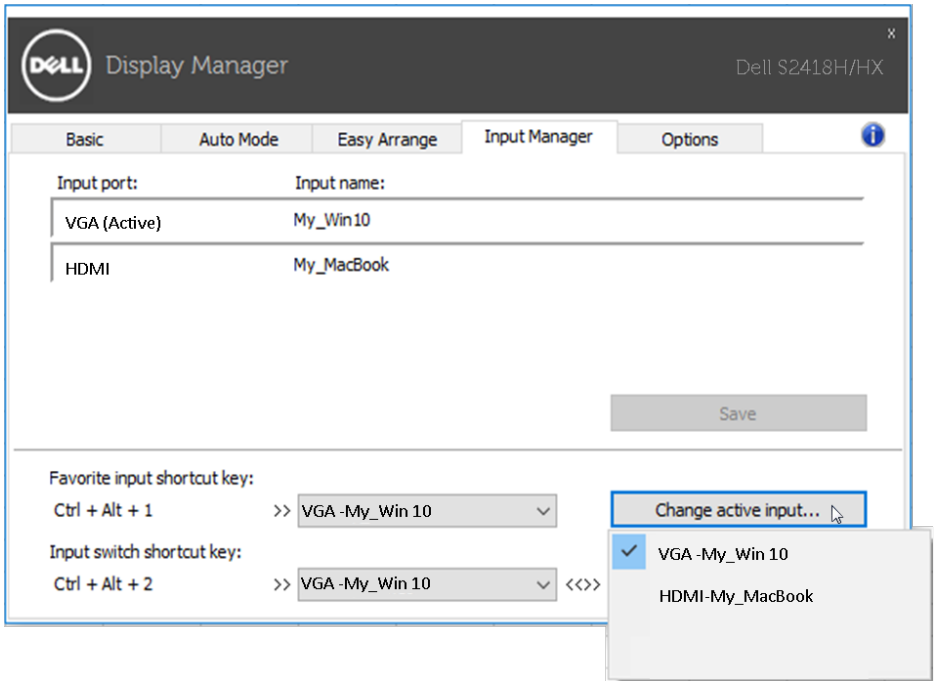 DELL Display Manager
x
Dell S2418H/HX
Basic Auto Mode Easy Arrange Input Manager Options i
Input port: Input name:
VGA (Active) My_Win10
HDMI My_MacBook
Save
Favorite input shortcut key:
Ctrl + Alt + 1 >> VGA -My_Win 10 Change active input...
Input switch shortcut key:
Ctrl + Alt + 2 >> VGA -My_Win 10 <<>>
VGA -My_Win 10
HDMI-My_MacBook